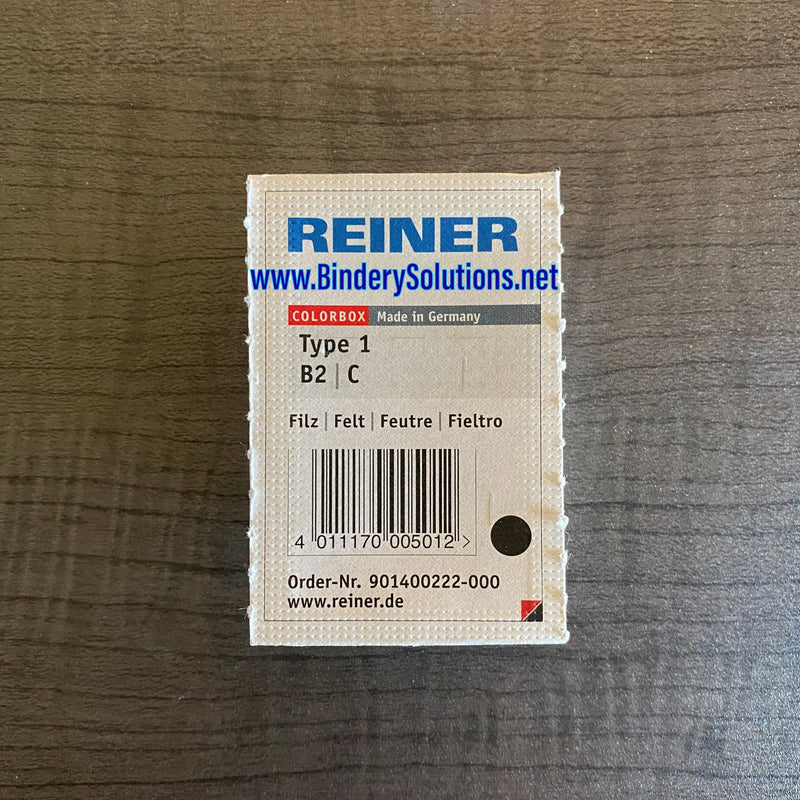 REINER
www.BinderySolutions.net
COLORBOX Made in Germany
Type 1
B2 | C
Filz | Felt | Feutre | Fieltro
4 011170 005012 >
Order-Nr. 901400222-000
www.reiner.de